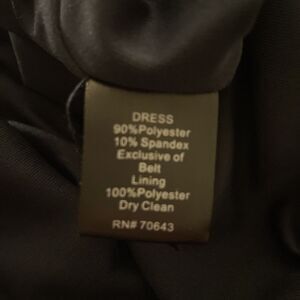 DRESS
90%Polyester
10% Spandex
Exclusive of
Belt
Lining
100%Polyester
Dry Clean
RN# 70643